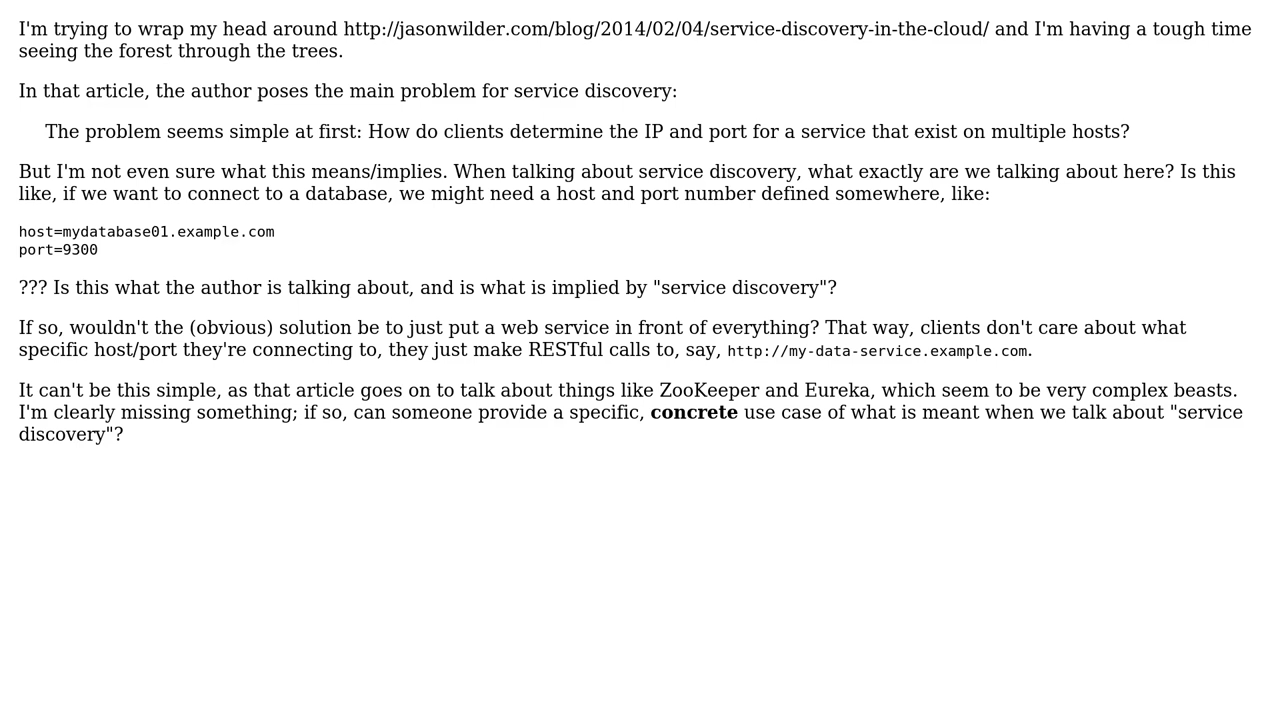 I'm trying to wrap my head around http://jasonwilder.com/blog/2014/02/04/service-discovery-in-the-cloud/ and I'm having a tough time
seeing the forest through the trees.
In that article, the author poses the main problem for service discovery:
The problem seems simple at first: How do clients determine the IP and port for a service that exist on multiple hosts?
But I'm not even sure what this means/implies. When talking about service discovery, what exactly are we talking about here? Is this
like, if we want to connect to a database, we might need a host and port number defined somewhere, like:
host=mydatabase01.example.com
port=9300
??? Is this what the author is talking about, and is what is implied by "service discovery"?
If so, wouldn't the (obvious) solution be to just put a web service in front of everything? That way, clients don't care about what
specific host/port they're connecting to, they just make RESTful calls to, say, http://my-data-service.example.com.
It can't be this simple, as that article goes on to talk about things like ZooKeeper and Eureka, which seem to be very complex beasts.
I'm clearly missing something; if so, can someone provide a specific, concrete use case of what is meant when we talk about "service
discovery"?